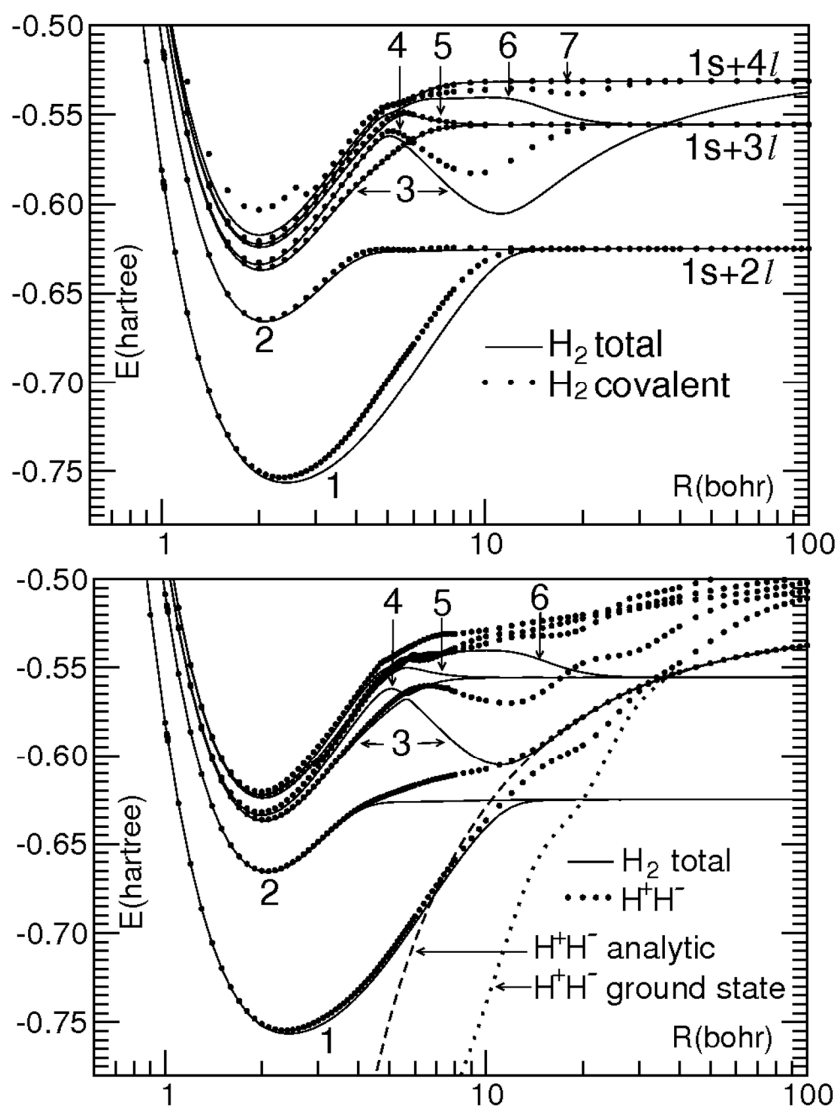 -0.50
-0.55
-0.60
-0.65
-0.70
-0.75
E(hartree)
4 5 6 7
1s+4l
1s+3l
3
1s+2l
2
H₂ total
H₂ covalent
1
R(bohr)
1 10 100
-0.50
-0.55
-0.60
-0.65
-0.70
-0.75
E(hartree)
4 5 6
3
2
H₂ total
H⁺H⁻
H⁺H⁻ analytic
H⁺H⁻ ground state
1
R(bohr)
1 10 100